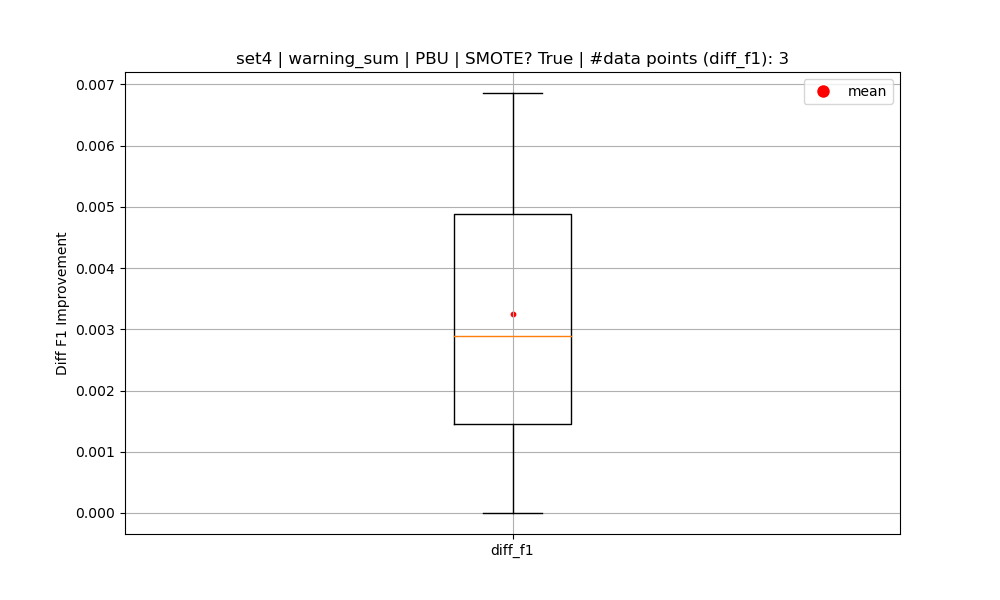 set4 | warning_sum | PBU | SMOTE? True | #data points (diff_f1): 3
mean
0.007
0.006
0.005
0.004
0.003
0.002
0.001
0.000
Diff F1 Improvement
diff_f1